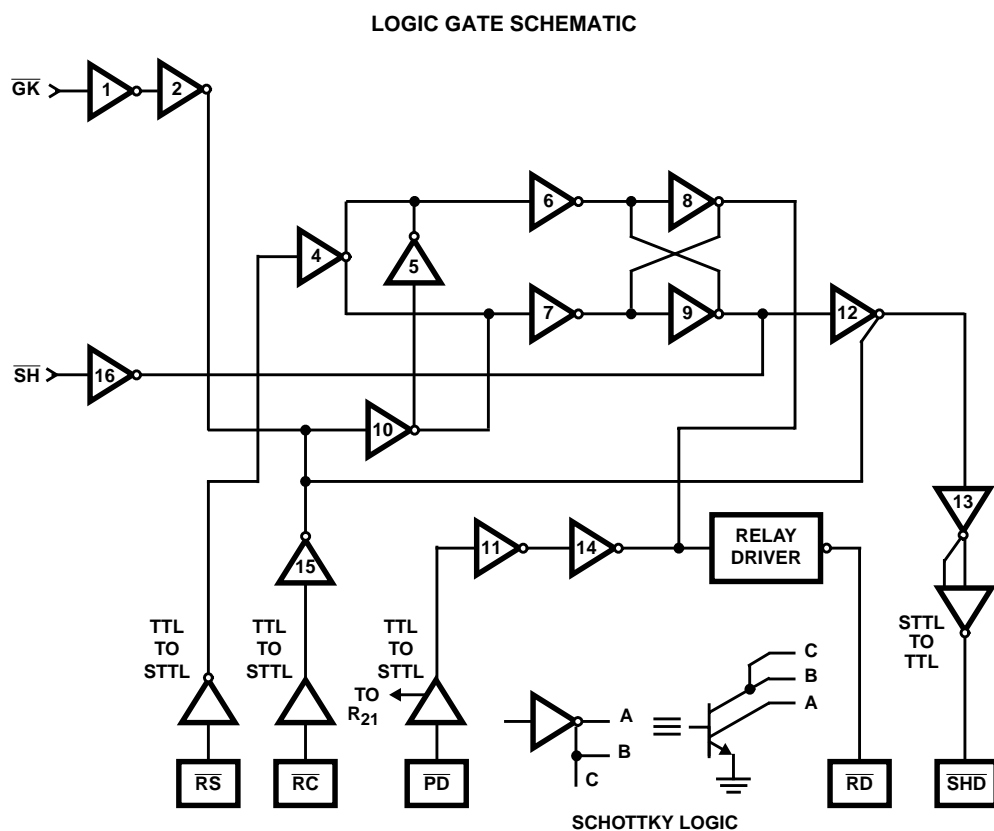 LOGIC GATE SCHEMATIC
GK
1
2
6
8
4
5
7
9
12
SH
16
10
13
11
14
RELAY
DRIVER
15
TTL
TO
STTL
TTL
TO
STTL
TTL
TO
STTL
STTL
TO
TTL
TO
R21
A
B
C
C
B
A
RS
RC
PD
RD
SHD
SCHOTTKY LOGIC